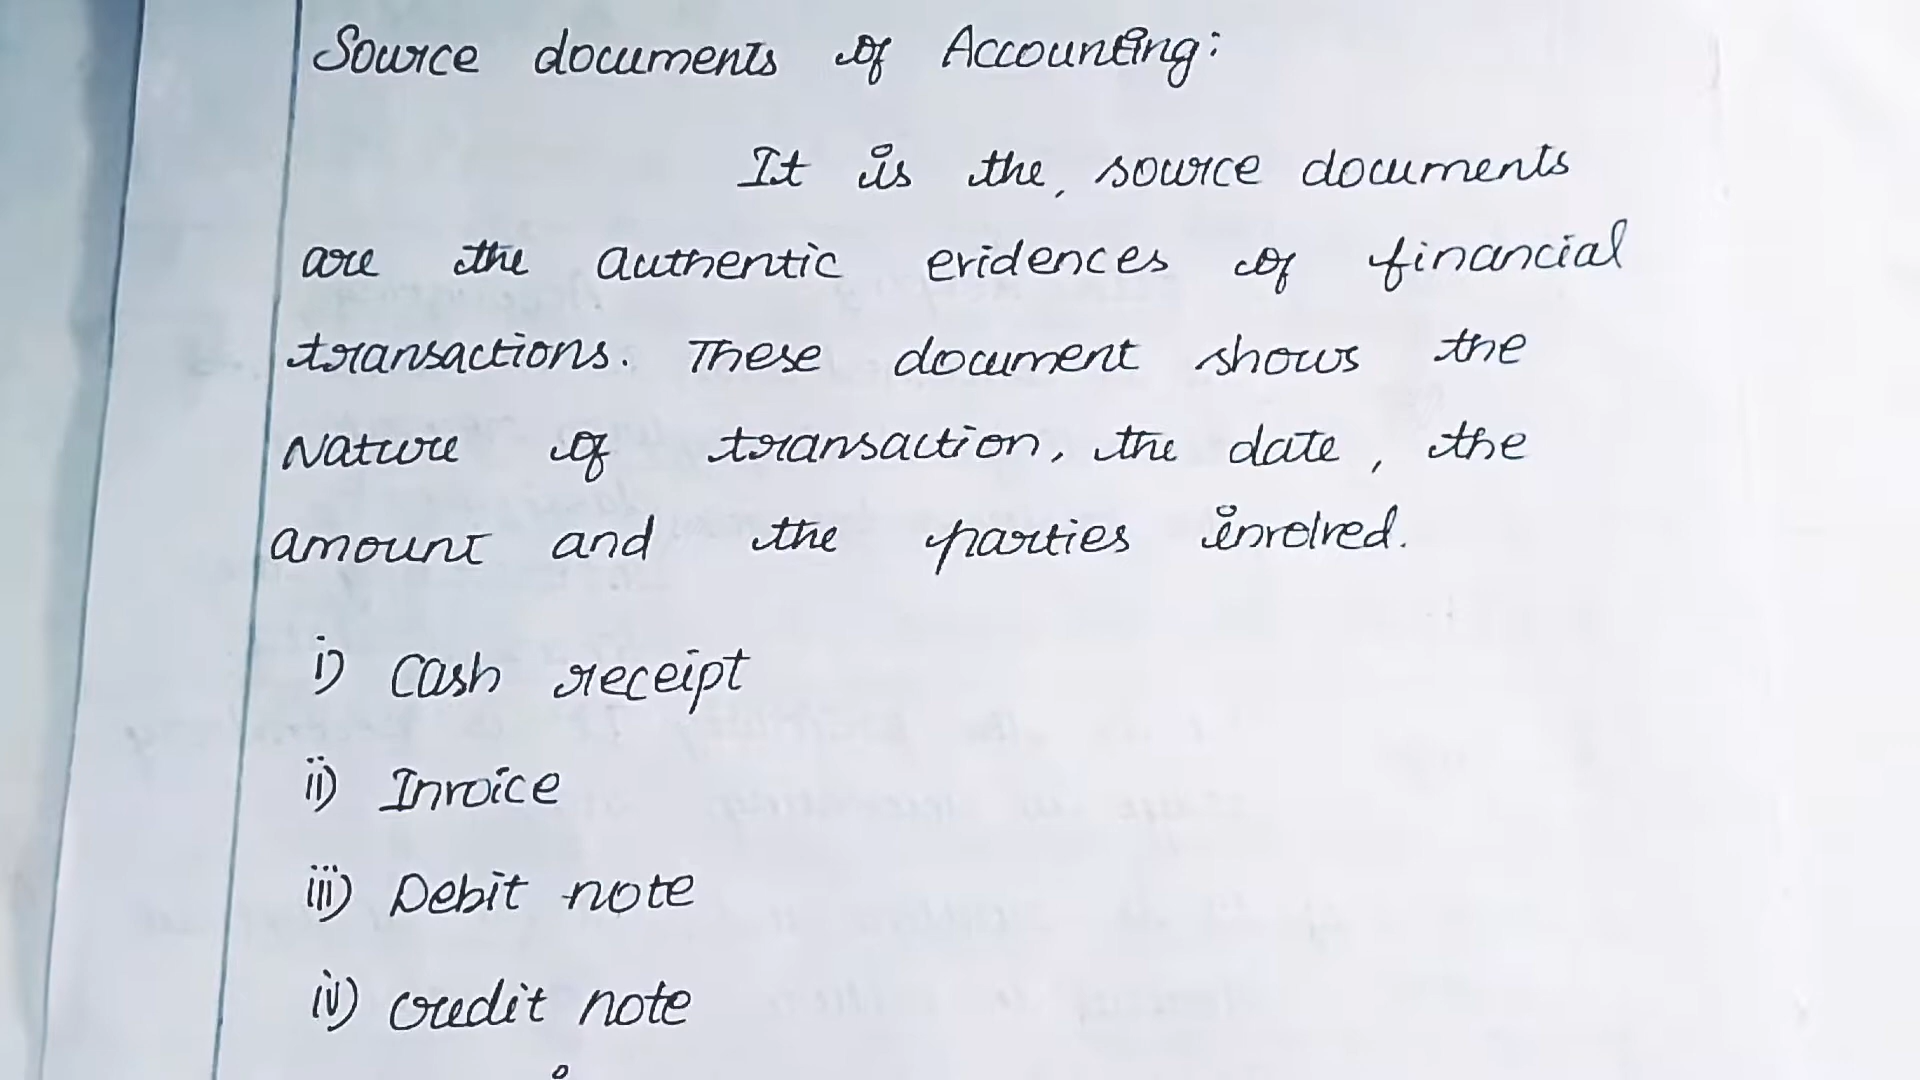 Source documents of Accounting:
It is the, source documents
are the authentic evidences of financial
transactions. These document shows the
Nature of transaction, the date, the
amount and the parties involved.
i) Cash receipt
ii) Invoice
iii) Debit note
iv) credit note